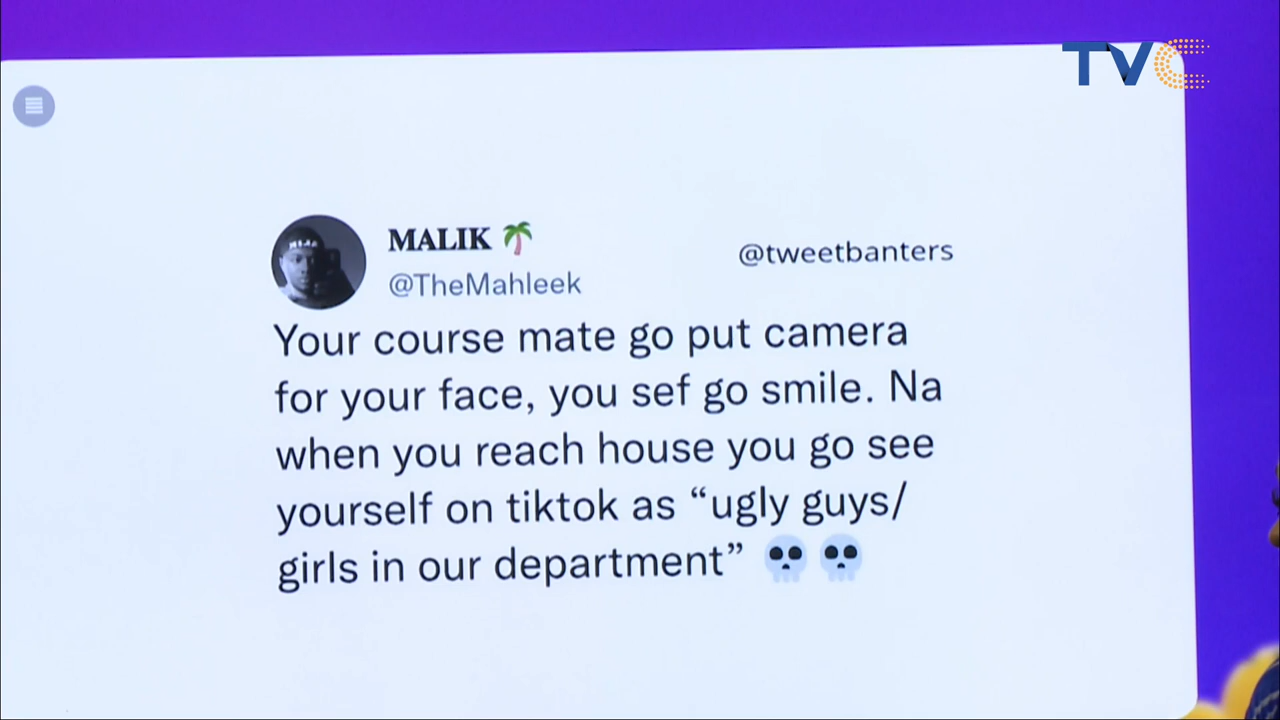 TVC
MALIK 🌴
@tweetbanters
@TheMahleek
Your course mate go put camera
for your face, you sef go smile. Na
when you reach house you go see
yourself on tiktok as “ugly guys/
girls in our department” 💀💀